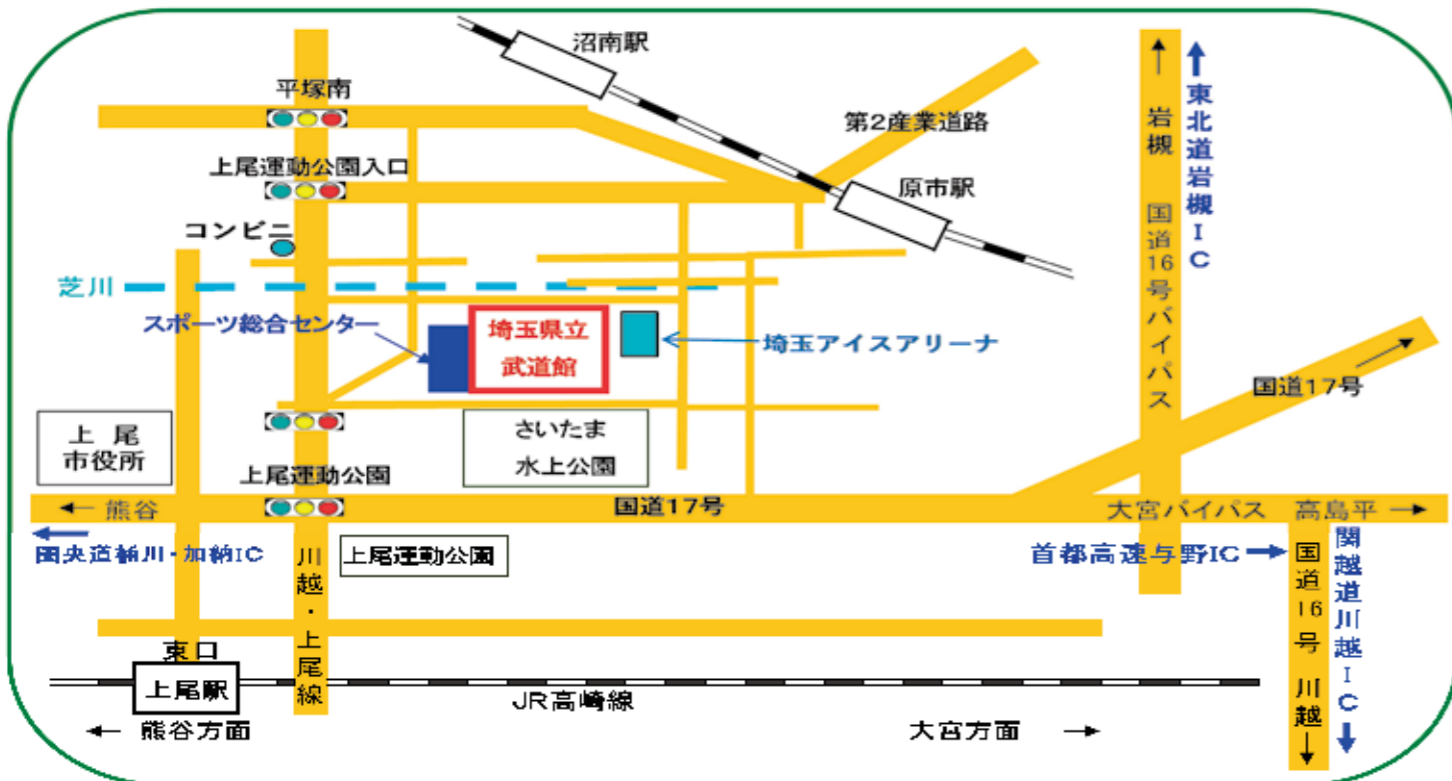 沼南駅
平塚南
第2産業道路
上尾運動公園入口
原市駅
コンビニ
芝川
スポーツ総合センター
埼玉県立
武道館
埼玉アイスアリーナ
岩槻 国道16号バイパス
東北道岩槻IC
国道17号
上尾
市役所
さいたま
水上公園
上尾運動公園
← 熊谷
国道17号
大宮バイパス 高島平 →
圏央道桶川・加納IC
川越・上尾線
上尾運動公園
首都高速与野IC
国道16号 川越
関越道川越IC
東口
上尾駅
JR高崎線
← 熊谷方面
大宮方面 →